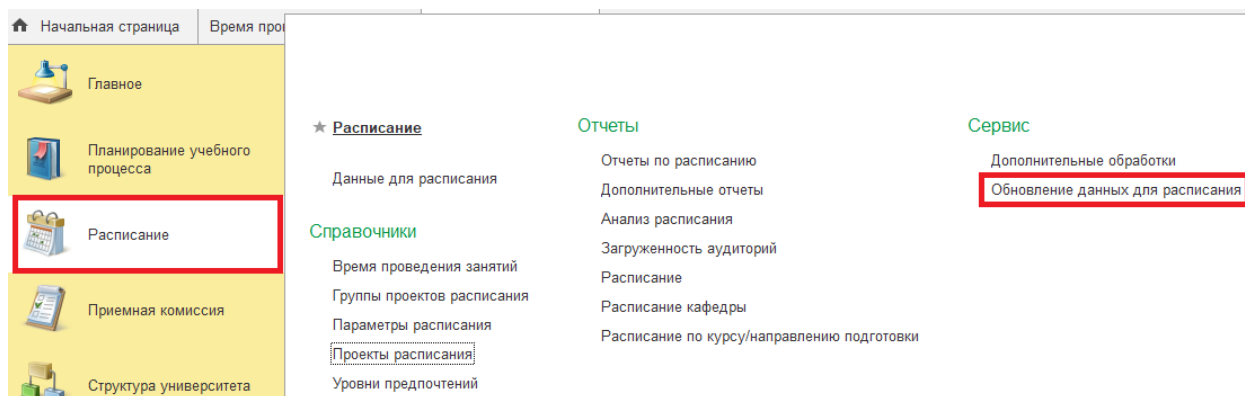 Начальная страница
Время про
Главное
Планирование учебного
процесса
Расписание
Приемная комиссия
Структура университета
Расписание
Данные для расписания
Справочники
Время проведения занятий
Группы проектов расписания
Параметры расписания
Проекты расписания
Уровни предпочтений
Отчеты
Отчеты по расписанию
Дополнительные отчеты
Анализ расписания
Загруженность аудиторий
Расписание
Расписание кафедры
Расписание по курсу/направлению подготовки
Сервис
Дополнительные обработки
Обновление данных для расписания